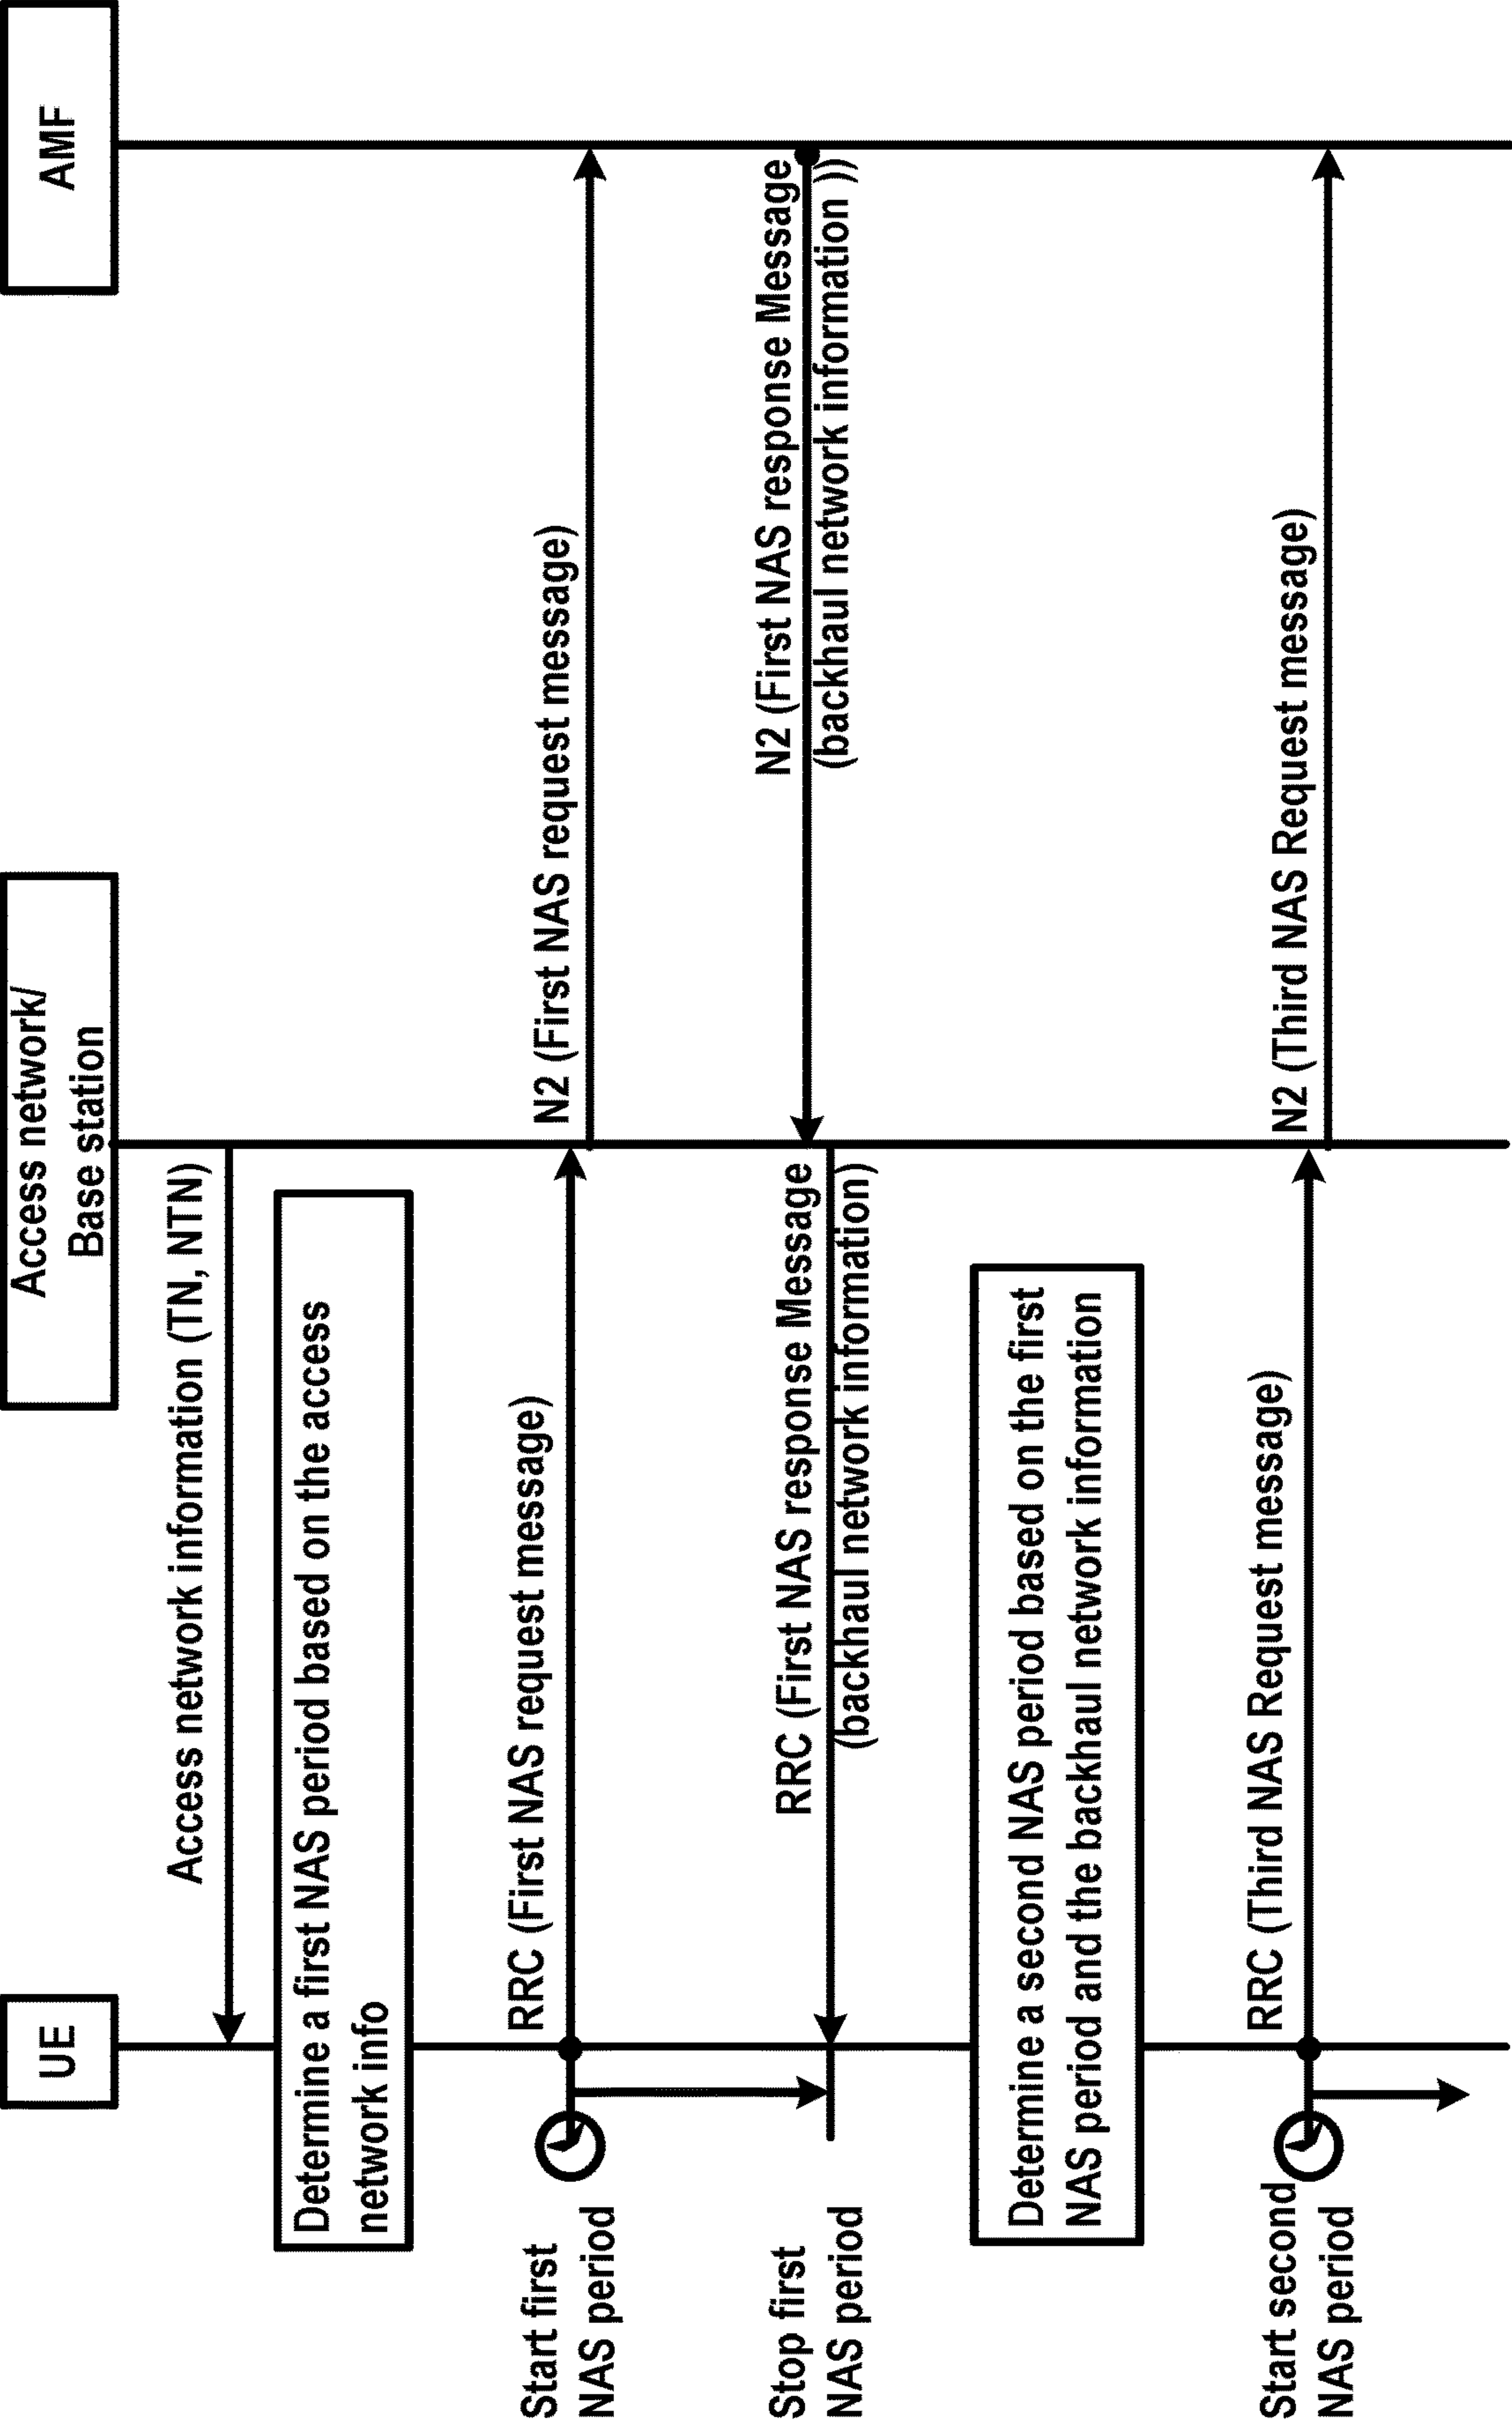 UE
Access network/
Base station
AMF
Access network information (TN, NTN)
Determine a first NAS period based on the access
network info
Start first
NAS period
RRC (First NAS request message)
N2 (First NAS request message)
N2 (First NAS response Message
(backhaul network information ))
Stop first
NAS period
RRC (First NAS response Message
(backhaul network information)
Determine a second NAS period based on the first
NAS period and the backhaul network information
Start second
NAS period
RRC (Third NAS Request message)
N2 (Third NAS Request message)